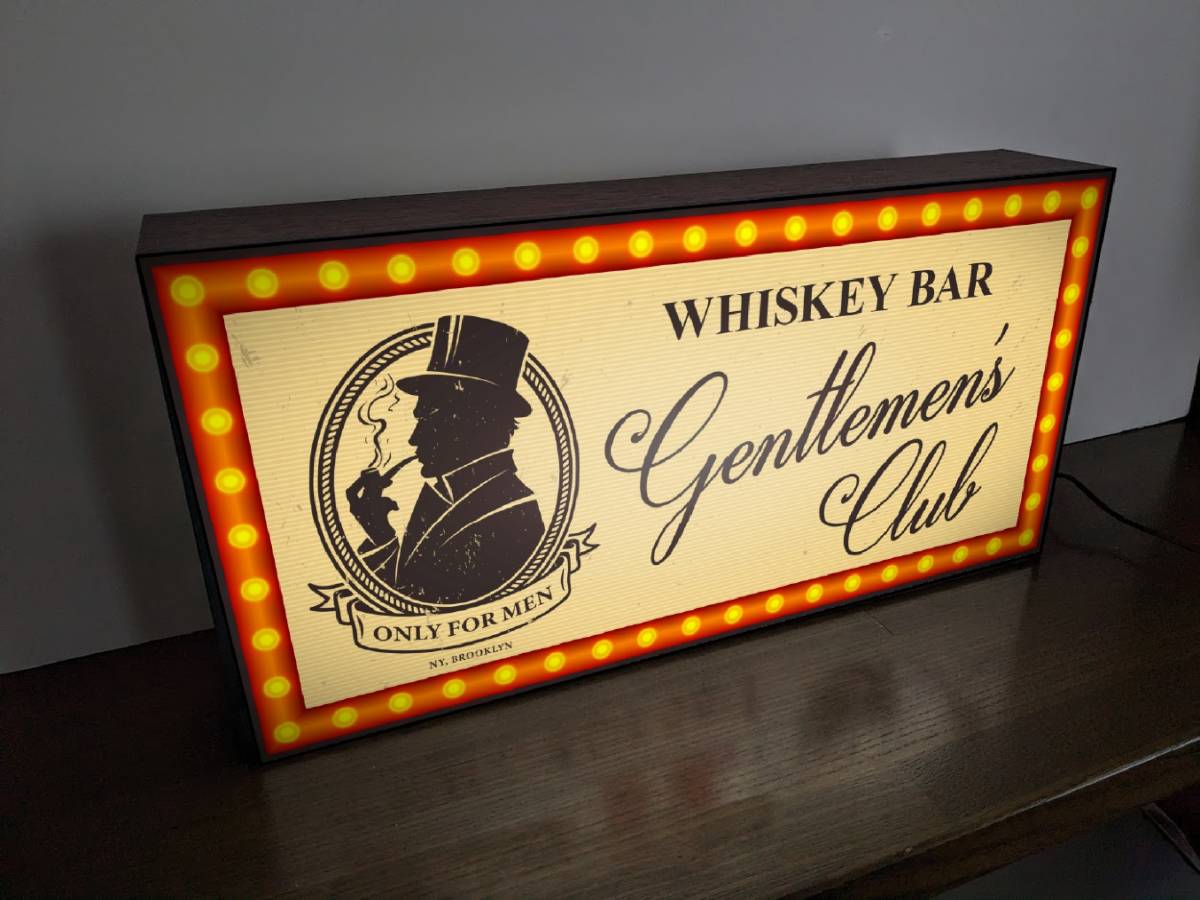 WHISKEY BAR
Gentlemen's
Club
ONLY FOR MEN
NY, BROOKLYN